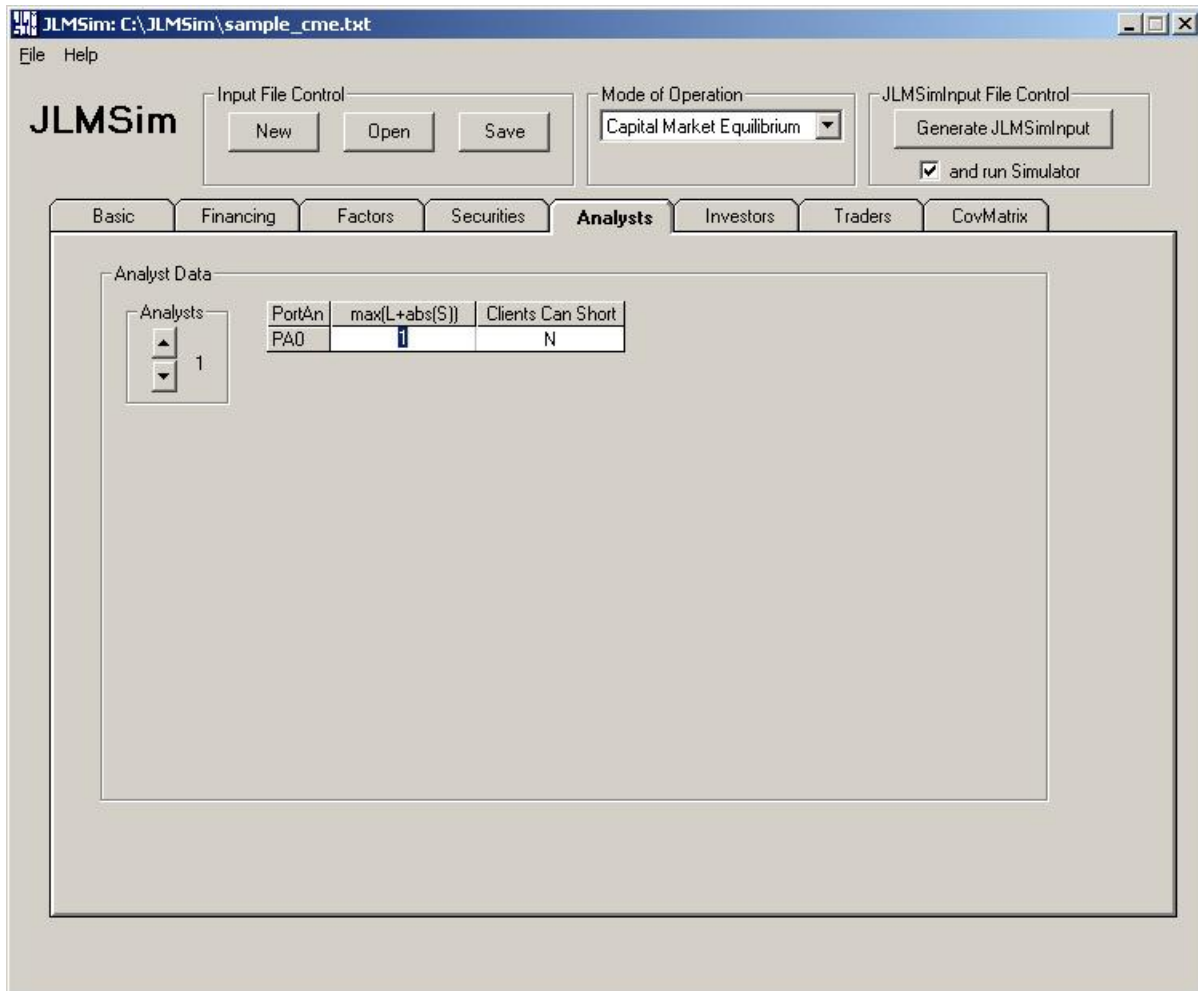 JLMSim: C:\JLMSim\sample_cme.txt
File Help
JLMSim
Input File Control
New Open Save
Mode of Operation
Capital Market Equilibrium
JLMSimInput File Control
Generate JLMSimInput
and run Simulator
Basic Financing Factors Securities Analysts Investors Traders CovMatrix
Analyst Data
Analysts
1
PortAn max(L+abs(S)) Clients Can Short
PA0 1 N